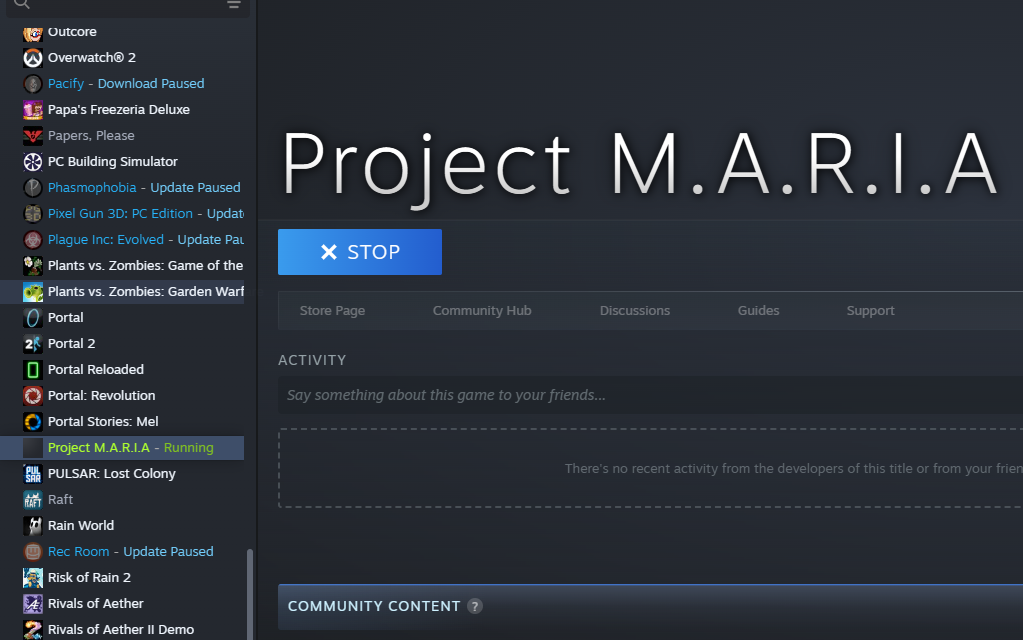 Outcore
Overwatch® 2
Pacify - Download Paused
Papa's Freezeria Deluxe
Papers, Please
PC Building Simulator
Phasmophobia - Update Paused
Pixel Gun 3D: PC Edition - Updat
Plague Inc: Evolved - Update Pau
Plants vs. Zombies: Game of the
Plants vs. Zombies: Garden Warf
Portal
Portal 2
Portal Reloaded
Portal: Revolution
Portal Stories: Mel
Project M.A.R.I.A - Running
PULSAR: Lost Colony
Raft
Rain World
Rec Room - Update Paused
Risk of Rain 2
Rivals of Aether
Rivals of Aether II Demo
Project M.A.R.I.A
STOP
Store Page Community Hub Discussions Guides Support
ACTIVITY
Say something about this game to your friends...
There's no recent activity from the developers of this title or from your frien
COMMUNITY CONTENT ?